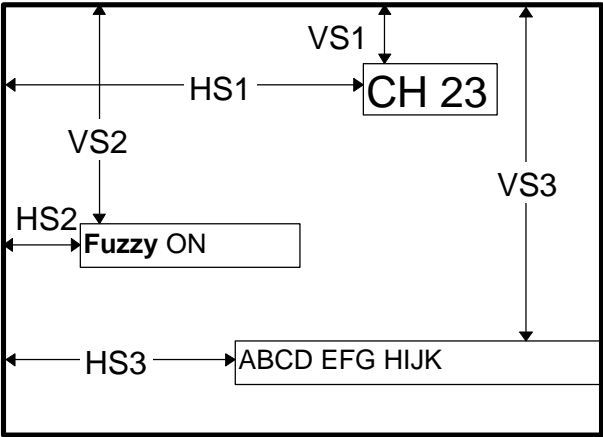 VS1
HS1
CH 23
VS2
VS3
HS2
Fuzzy ON
HS3
ABCD EFG HIJK